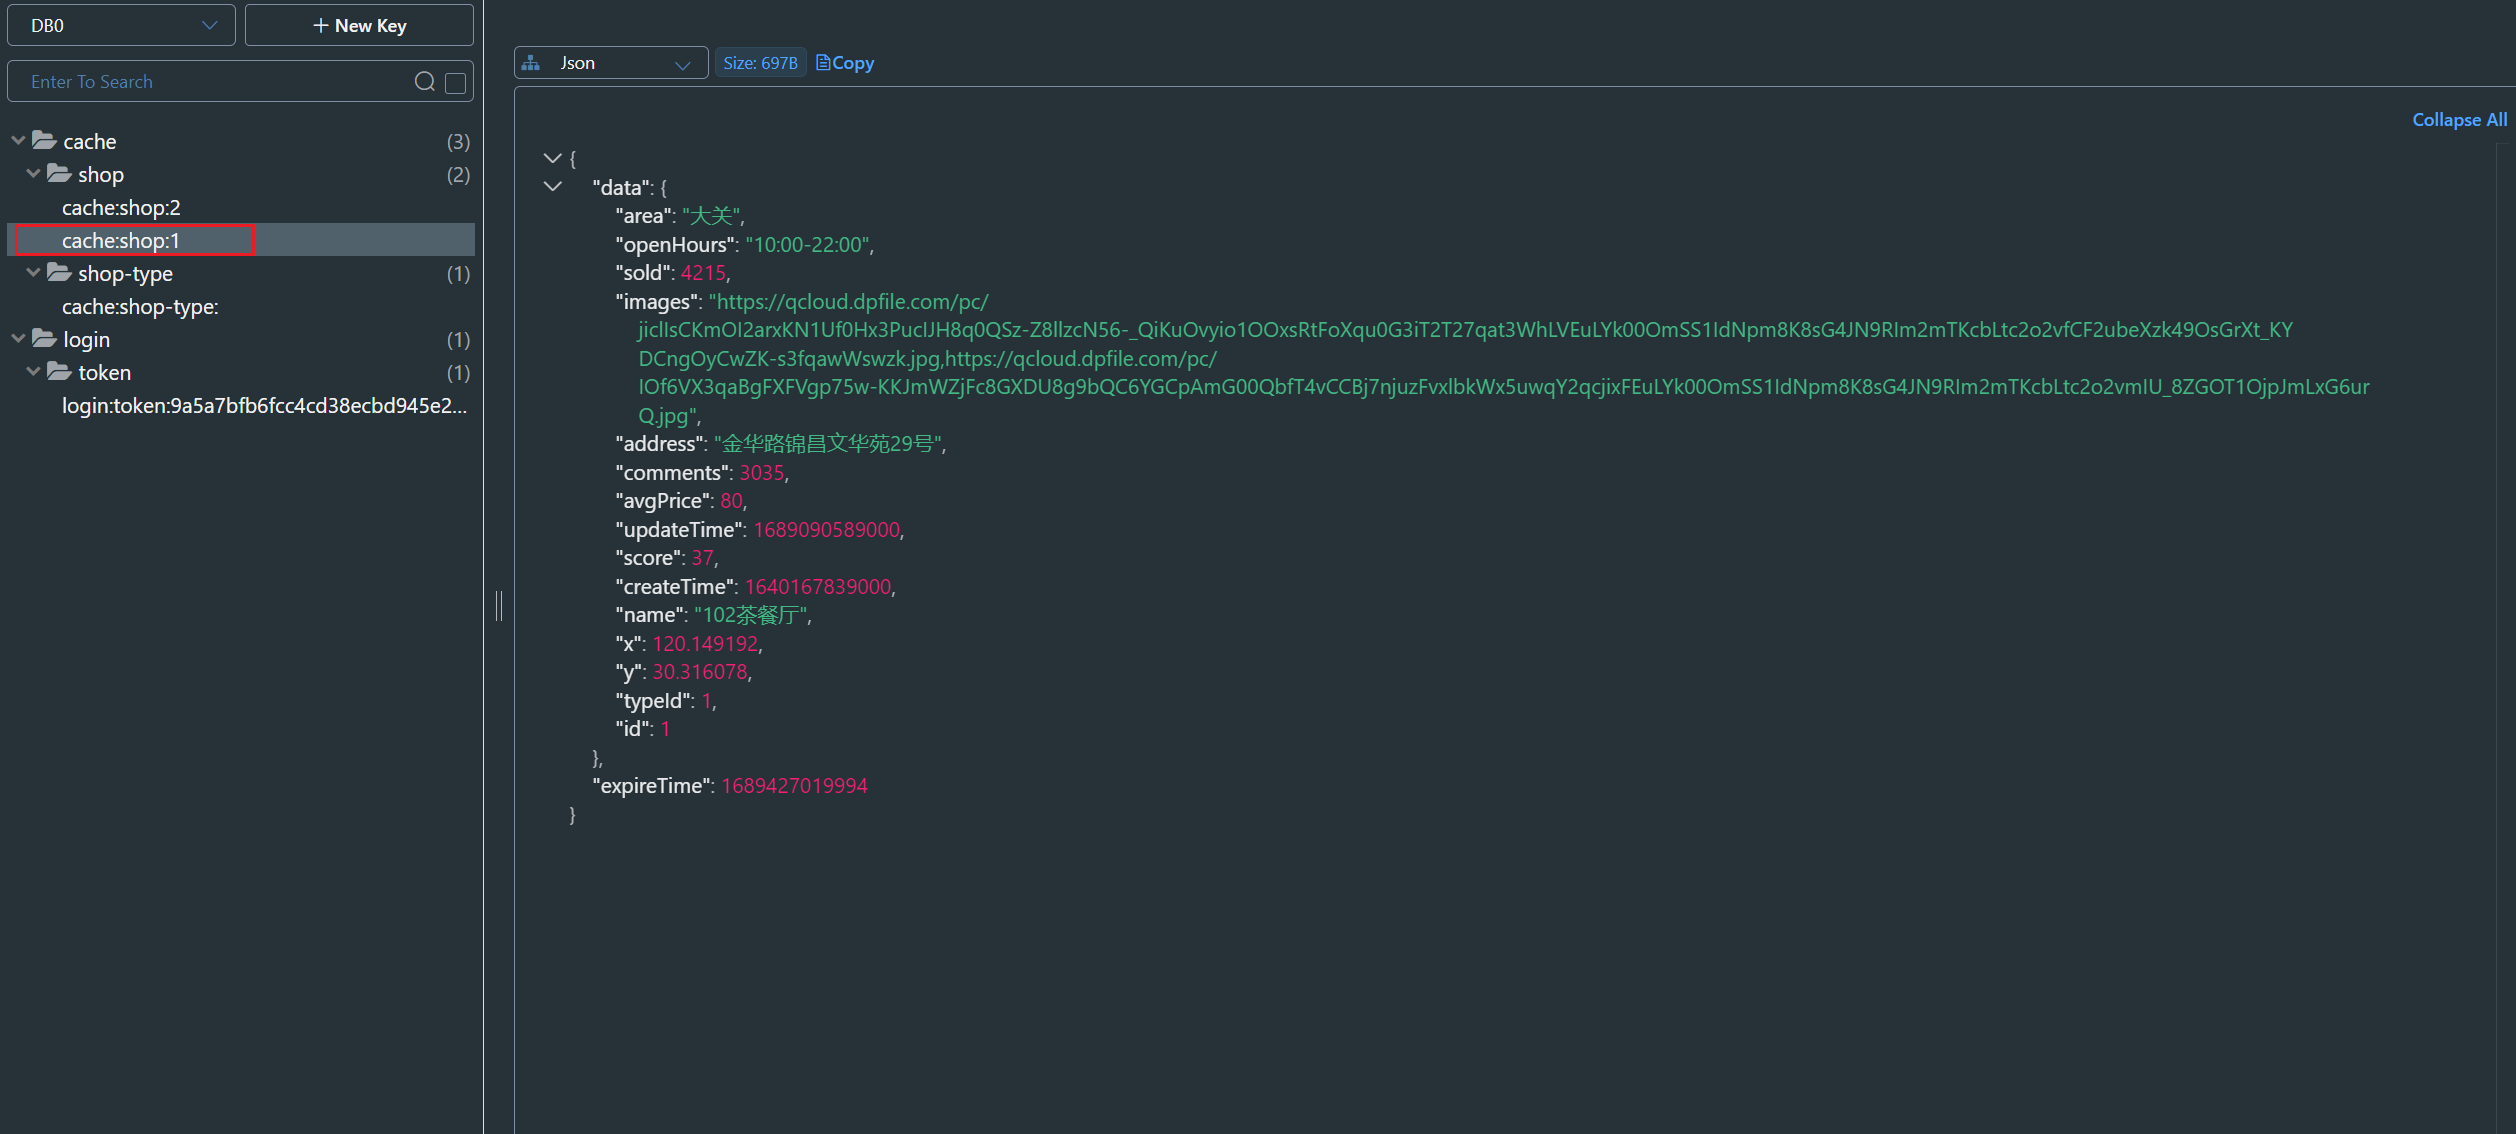 DB0
+ New Key
Enter To Search
cache (3)
shop (2)
cache:shop:2
cache:shop:1
shop-type (1)
cache:shop-type:
login (1)
token (1)
login:token:9a5a7bfb6fcc4cd38ecbd945e2...
Json Size: 697B Copy
Collapse All
{
"data": {
"area": "大关",
"openHours": "10:00-22:00",
"sold": 4215,
"images": "https://qcloud.dpfile.com/pc/
jiclIsCKmOI2arxKN1Uf0Hx3PucIJH8q0QSz-Z8llzcN56-_QiKuOvyio1OOxsRtFoXqu0G3iT2T27qat3WhLVEuLYk00OmSS1IdNpm8K8sG4JN9RIm2mTKcbLtc2o2vfCF2ubeXzk49OsGrXt_KY
DCngOyCwZK-s3fqawWswzk.jpg,https://qcloud.dpfile.com/pc/
IOf6VX3qaBgFXFVgp75w-KKJmWZjFc8GXDU8g9bQC6YGCpAmG00QbfT4vCCBj7njuzFvxlbkWx5uwqY2qcjixFEuLYk00OmSS1IdNpm8K8sG4JN9RIm2mTKcbLtc2o2vmIU_8ZGOT1OjpJmLxG6ur
Q.jpg",
"address": "金华路锦昌文华苑29号",
"comments": 3035,
"avgPrice": 80,
"updateTime": 1689090589000,
"score": 37,
"createTime": 1640167839000,
"name": "102茶餐厅",
"x": 120.149192,
"y": 30.316078,
"typeId": 1,
"id": 1
},
"expireTime": 1689427019994
}